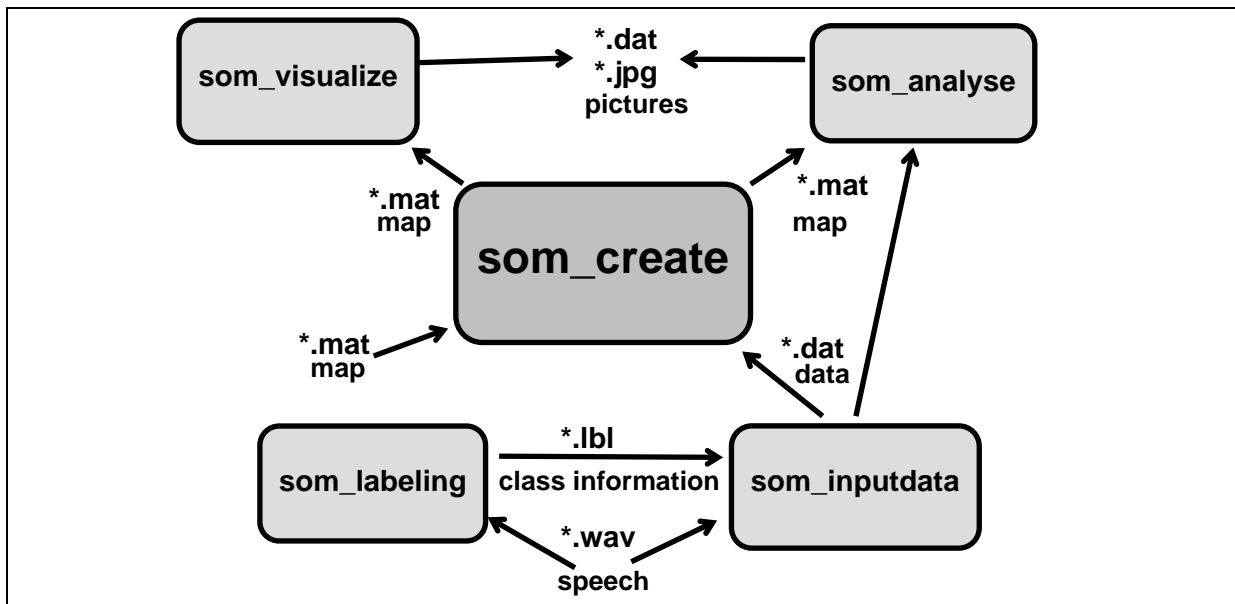 som_visualize
*.dat
*.jpg
pictures
som_analyse
*.mat
map
som_create
*.mat
map
*.mat
map
*.dat
data
som_labeling
*.lbl
class information
som_inputdata
*.wav
speech